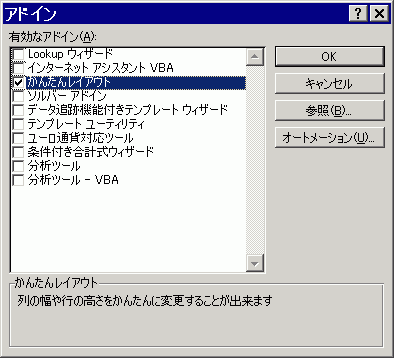 アドイン
有効なアドイン(A):
Lookup ウィザード
インターネット アシスタント VBA
かんたんレイアウト
ソルバー アドイン
データ追跡機能付きテンプレート ウィザード
テンプレート ユーティリティ
ユーロ通貨対応ツール
条件付き合計式ウィザード
分析ツール
分析ツール - VBA
OK
キャンセル
参照(B)...
オートメーション(U)...
かんたんレイアウト
列の幅や行の高さをかんたんに変更することが出来ます